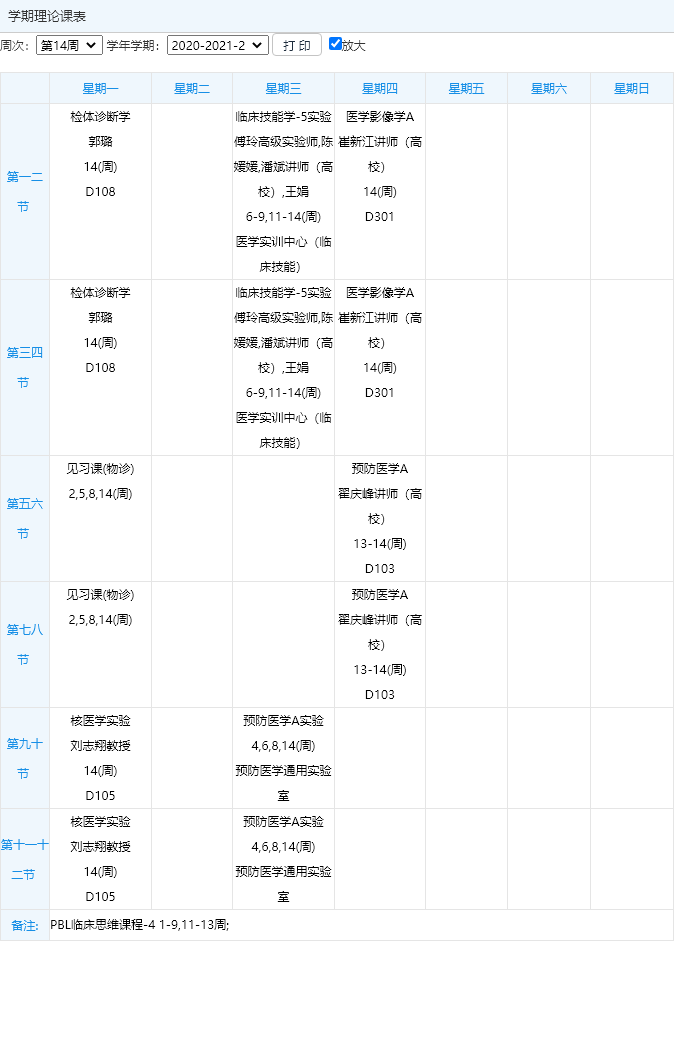 学期理论课表
周次: 第14周 学年学期: 2020-2021-2 打 印 放大
星期一 星期二 星期三 星期四 星期五 星期六 星期日
第一二
节
检体诊断学
郭璐
14(周)
D108
临床技能学-5实验
傅玲高级实验师,陈
媛媛,潘斌讲师（高
校）,王娟
6-9,11-14(周)
医学实训中心（临
床技能）
医学影像学A
崔新江讲师（高
校）
14(周)
D301
第三四
节
检体诊断学
郭璐
14(周)
D108
临床技能学-5实验
傅玲高级实验师,陈
媛媛,潘斌讲师（高
校）,王娟
6-9,11-14(周)
医学实训中心（临
床技能）
医学影像学A
崔新江讲师（高
校）
14(周)
D301
第五六
节
见习课(物诊)
2,5,8,14(周)
预防医学A
翟庆峰讲师（高
校）
13-14(周)
D103
第七八
节
见习课(物诊)
2,5,8,14(周)
预防医学A
翟庆峰讲师（高
校）
13-14(周)
D103
第九十
节
核医学实验
刘志翔教授
14(周)
D105
预防医学A实验
4,6,8,14(周)
预防医学通用实验
室
第十一十
二节
核医学实验
刘志翔教授
14(周)
D105
预防医学A实验
4,6,8,14(周)
预防医学通用实验
室
备注: PBL临床思维课程-4 1-9,11-13周;